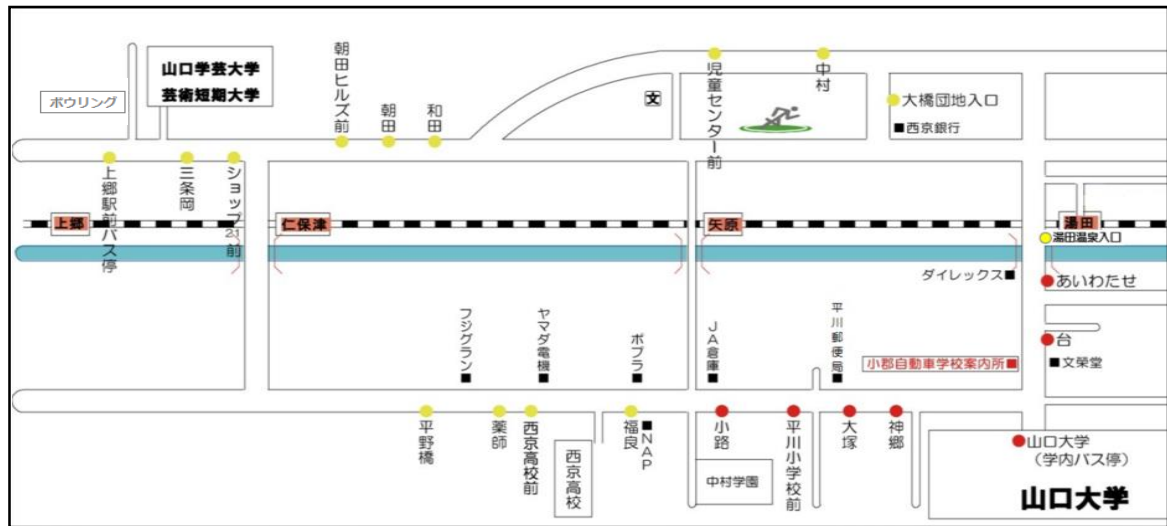 山口学芸大学
芸術短期大学
ボウリング
朝田ヒルズ前
朝田
和田
文
児童センター前
中村
大橋団地入口
■西京銀行
上郷駅前バス停
三条岡
ショップ21前
上郷
仁保津
矢原
湯田
湯田温泉入口
ダイレックス■
あいわたせ
フジグラン■
ヤマダ電機■
ポプラ■
JA倉庫■
平川郵便局■
小郡自動車学校案内所■
台
■文榮堂
平野橋
薬師
西京高校前
西京高校
福良
■NAP
小路
中村学園
平川小学校前
大塚
神郷
山口大学
(学内バス停)
山口大学